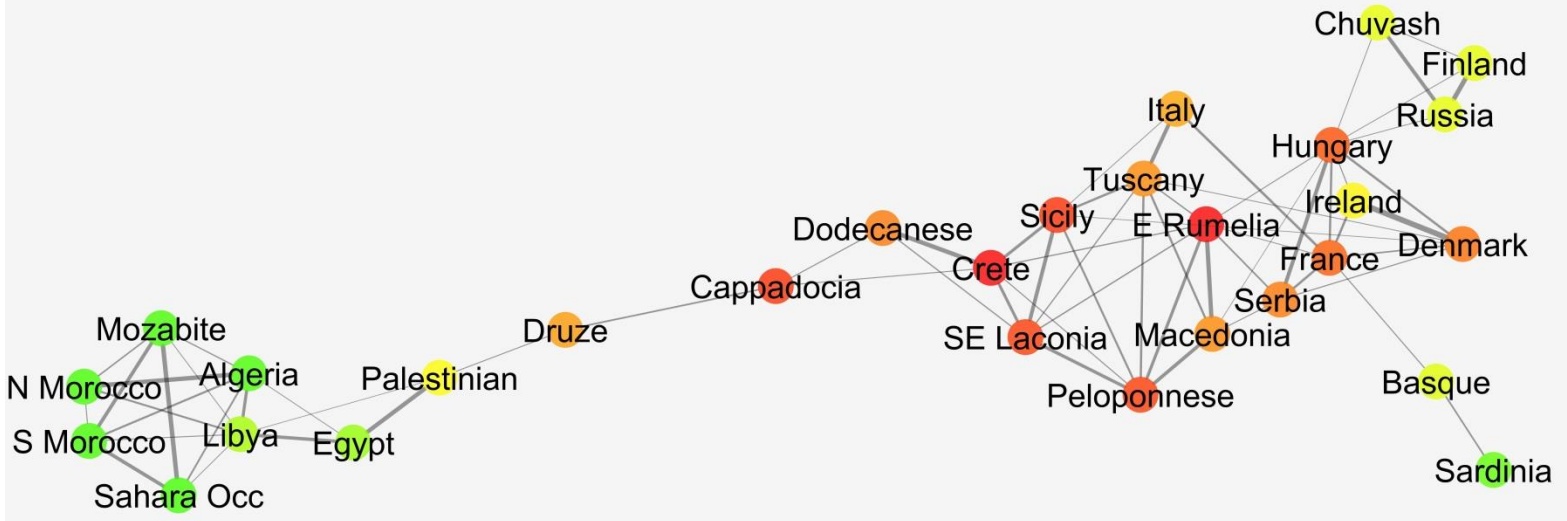 Chuvash
Finland
Italy
Russia
Hungary
Tuscany
Ireland
Sicily
E Rumelia
Dodecanese
Denmark
Crete
France
Cappadocia
Serbia
Mozabite
Druze
SE Laconia
Macedonia
N Morocco
Algeria
Palestinian
Peloponnese
Basque
S Morocco
Libya
Egypt
Sardinia
Sahara Occ